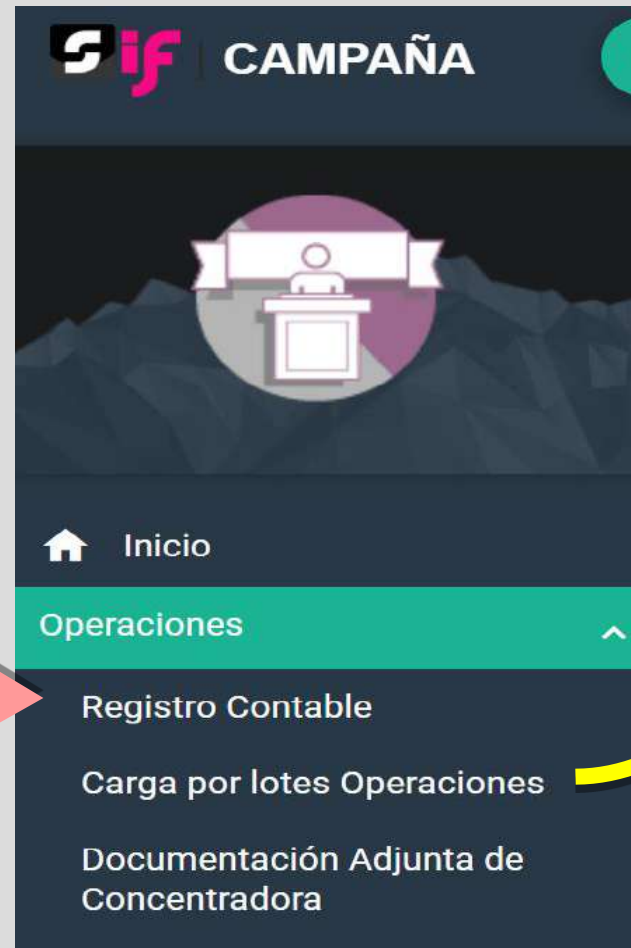 Sif CAMPAÑA
Inicio
Operaciones
Registro Contable
Carga por lotes Operaciones
Documentación Adjunta de
Concentradora